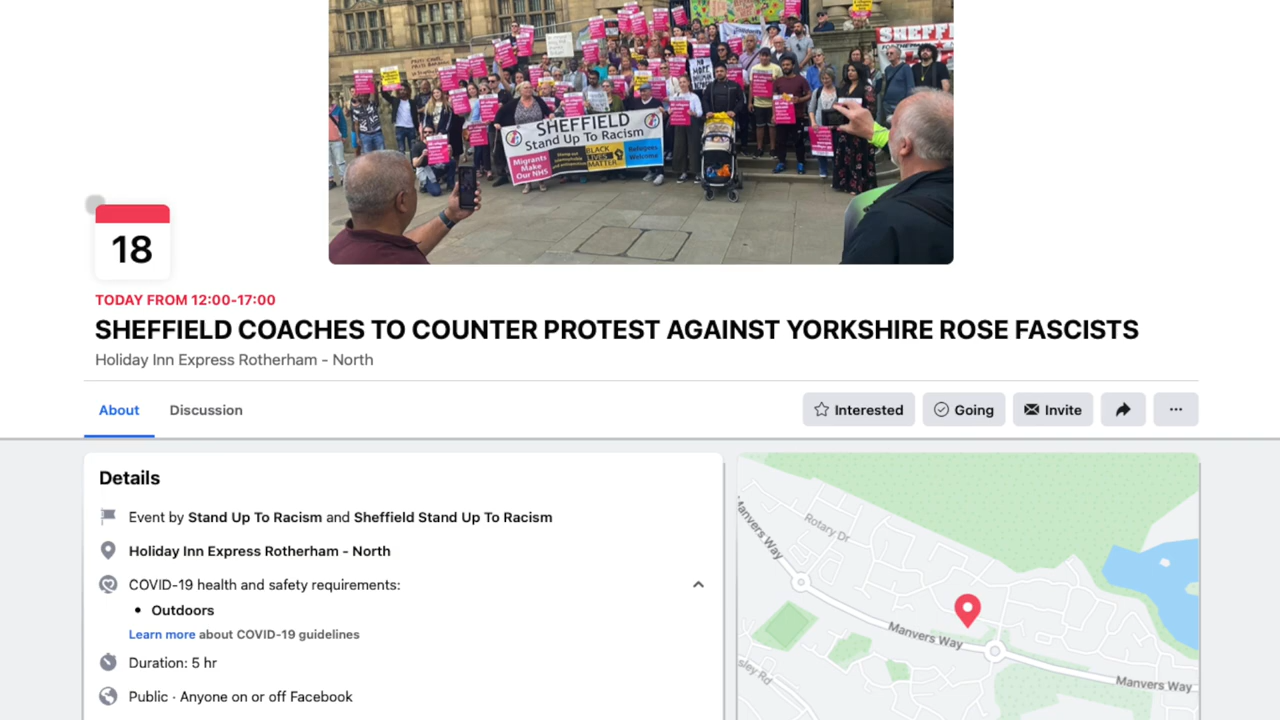 SHEFFI
SHEFFIELD
Stand Up To Racism
Migrants
Make
Our NHS
BLACK
LIVES
MATTER
Refugees
Welcome
18
TODAY FROM 12:00-17:00
SHEFFIELD COACHES TO COUNTER PROTEST AGAINST YORKSHIRE ROSE FASCISTS
Holiday Inn Express Rotherham - North
About
Discussion
Interested
Going
Invite
Details
Event by Stand Up To Racism and Sheffield Stand Up To Racism
Holiday Inn Express Rotherham - North
COVID-19 health and safety requirements:
• Outdoors
Learn more about COVID-19 guidelines
Duration: 5 hr
Public · Anyone on or off Facebook
Manvers Way
Rotary Dr
Manvers Way
sley Rd
Manvers Way